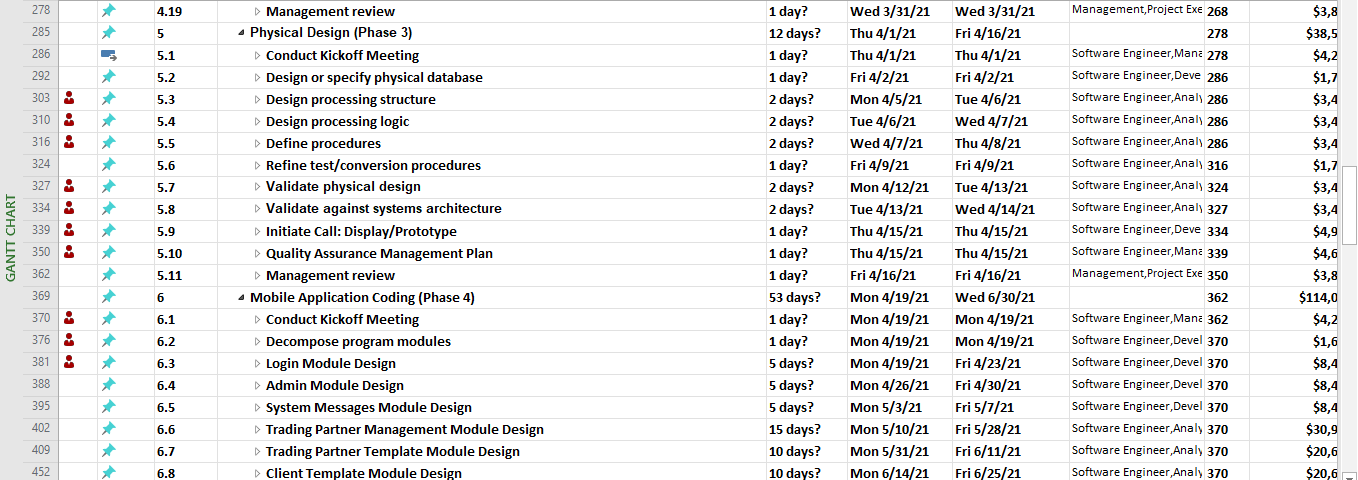 278 4.19 Management review 1 day? Wed 3/31/21 Wed 3/31/21 Management,Project Exe 268 $3,8
285 5 Physical Design (Phase 3) 12 days? Thu 4/1/21 Fri 4/16/21 278 $38,5
286 5.1 Conduct Kickoff Meeting 1 day? Thu 4/1/21 Thu 4/1/21 Software Engineer,Mana 278 $4,2
292 5.2 Design or specify physical database 1 day? Fri 4/2/21 Fri 4/2/21 Software Engineer,Deve 286 $1,7
303 5.3 Design processing structure 2 days? Mon 4/5/21 Tue 4/6/21 Software Engineer,Analy 286 $3,4
310 5.4 Design processing logic 2 days? Tue 4/6/21 Wed 4/7/21 Software Engineer,Analy 286 $3,4
316 5.5 Define procedures 2 days? Wed 4/7/21 Thu 4/8/21 Software Engineer,Analy 286 $3,4
324 5.6 Refine test/conversion procedures 1 day? Fri 4/9/21 Fri 4/9/21 Software Engineer,Analy 316 $1,7
327 5.7 Validate physical design 2 days? Mon 4/12/21 Tue 4/13/21 Software Engineer,Analy 324 $3,4
334 5.8 Validate against systems architecture 2 days? Tue 4/13/21 Wed 4/14/21 Software Engineer,Analy 327 $3,4
339 5.9 Initiate Call: Display/Prototype 1 day? Thu 4/15/21 Thu 4/15/21 Software Engineer,Deve 334 $4,9
350 5.10 Quality Assurance Management Plan 1 day? Thu 4/15/21 Thu 4/15/21 Software Engineer,Mana 339 $4,6
362 5.11 Management review 1 day? Fri 4/16/21 Fri 4/16/21 Management,Project Exe 350 $3,8
369 6 Mobile Application Coding (Phase 4) 53 days? Mon 4/19/21 Wed 6/30/21 362 $114,0
370 6.1 Conduct Kickoff Meeting 1 day? Mon 4/19/21 Mon 4/19/21 Software Engineer,Mana 362 $4,2
376 6.2 Decompose program modules 1 day? Mon 4/19/21 Mon 4/19/21 Software Engineer,Devel 370 $1,6
381 6.3 Login Module Design 5 days? Mon 4/19/21 Fri 4/23/21 Software Engineer,Devel 370 $8,4
388 6.4 Admin Module Design 5 days? Mon 4/26/21 Fri 4/30/21 Software Engineer,Devel 370 $8,4
395 6.5 System Messages Module Design 5 days? Mon 5/3/21 Fri 5/7/21 Software Engineer,Devel 370 $8,4
402 6.6 Trading Partner Management Module Design 15 days? Mon 5/10/21 Fri 5/28/21 Software Engineer,Analy 370 $30,9
409 6.7 Trading Partner Template Module Design 10 days? Mon 5/31/21 Fri 6/11/21 Software Engineer,Analy 370 $20,6
452 6.8 Client Template Module Design 10 days? Mon 6/14/21 Fri 6/25/21 Software Engineer,Analy 370 $20,6
GANTT CHART